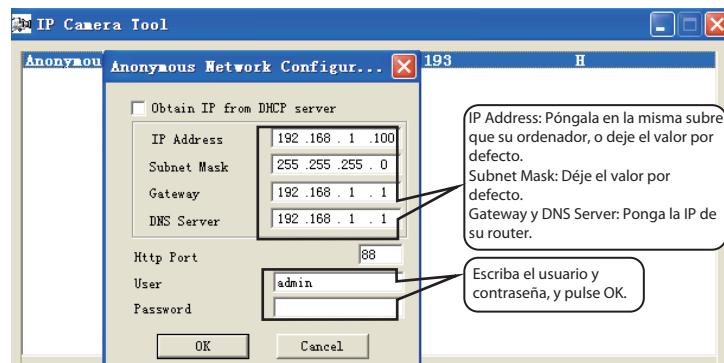 IP Camera Tool
Anonymou
193 H
Anonymous Network Configur...
Obtain IP from DHCP server
IP Address 192 .168 . 1 .100
Subnet Mask 255 .255 .255 . 0
Gateway 192 .168 . 1 . 1
DNS Server 192 .168 . 1 . 1
Http Port 88
User admin
Password
OK Cancel
IP Address: Póngala en la misma subre
que su ordenador, o deje el valor por
defecto.
Subnet Mask: Déje el valor por
defecto.
Gateway y DNS Server: Ponga la IP de
su router.
Escriba el usuario y
contraseña, y pulse OK.